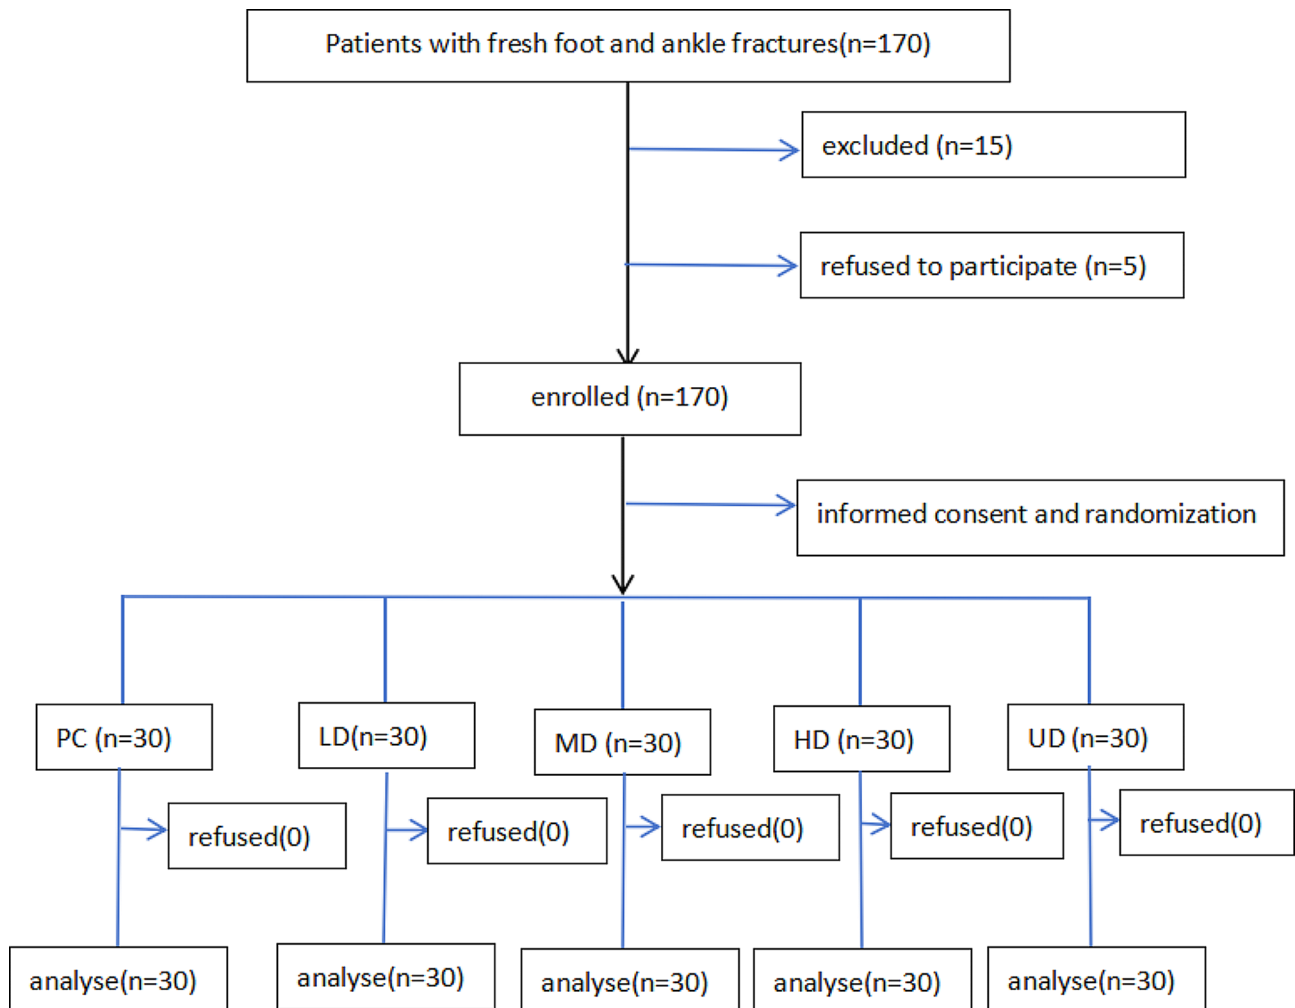 Patients with fresh foot and ankle fractures(n=170)
excluded (n=15)
refused to participate (n=5)
enrolled (n=170)
informed consent and randomization
PC (n=30)
LD(n=30)
MD (n=30)
HD (n=30)
UD (n=30)
refused(0)
refused(0)
refused(0)
refused(0)
refused(0)
analyse(n=30)
analyse(n=30)
analyse(n=30)
analyse(n=30)
analyse(n=30)